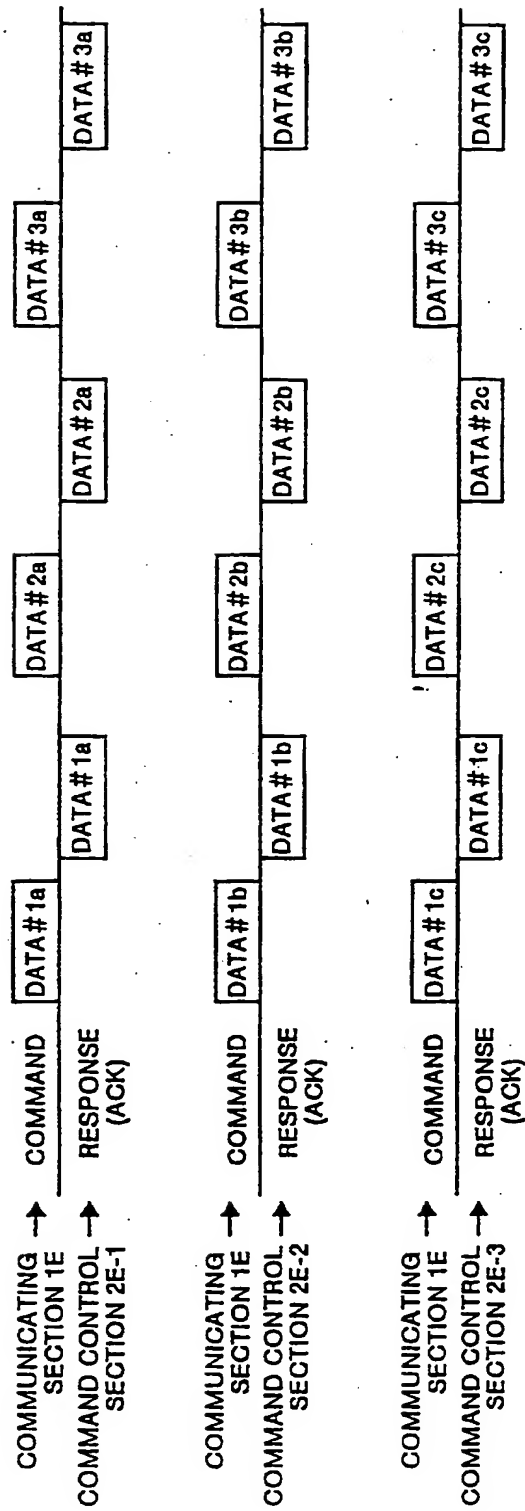 COMMUNICATING → COMMAND
SECTION 1E
DATA#1a DATA#2a DATA#3a
COMMAND CONTROL → RESPONSE
SECTION 2E-1 (ACK)
DATA#1a DATA#2a DATA#3a
COMMUNICATING → COMMAND
SECTION 1E
DATA#1b DATA#2b DATA#3b
COMMAND CONTROL → RESPONSE
SECTION 2E-2 (ACK)
DATA#1b DATA#2b DATA#3b
COMMUNICATING → COMMAND
SECTION 1E
DATA#1c DATA#2c DATA#3c
COMMAND CONTROL → RESPONSE
SECTION 2E-3 (ACK)
DATA#1c DATA#2c DATA#3c